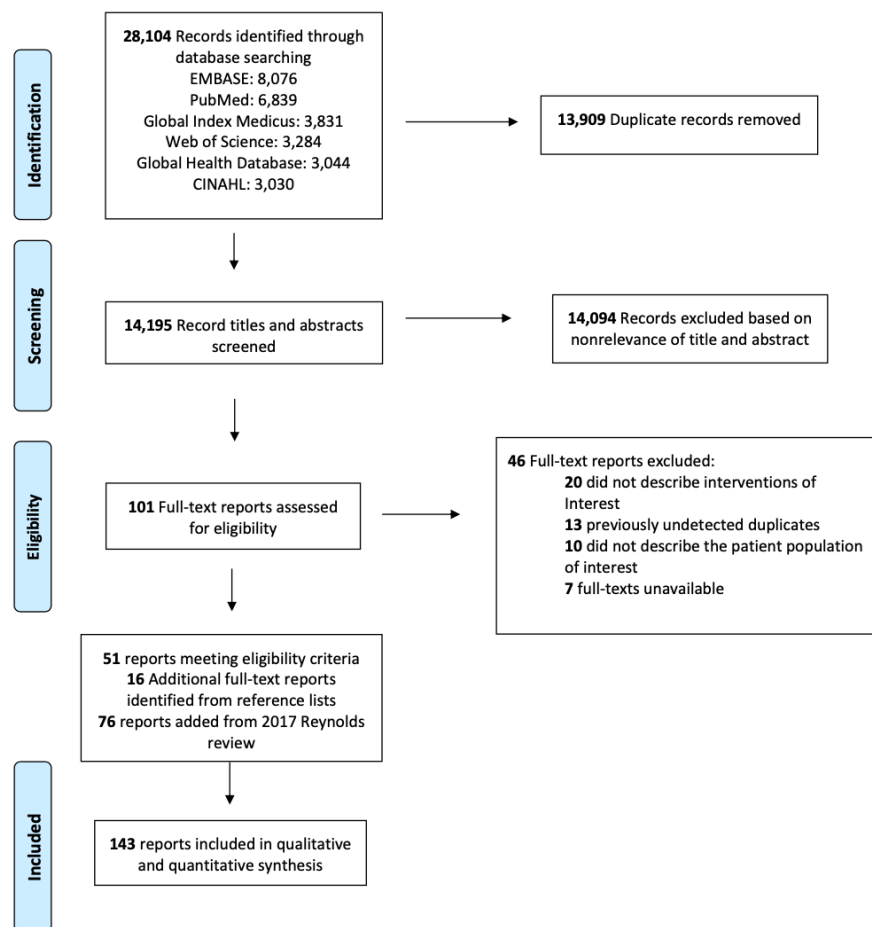 Identification
28,104 Records identified through
database searching
EMBASE: 8,076
PubMed: 6,839
Global Index Medicus: 3,831
Web of Science: 3,284
Global Health Database: 3,044
CINAHL: 3,030
13,909 Duplicate records removed
Screening
14,195 Record titles and abstracts
screened
14,094 Records excluded based on
nonrelevance of title and abstract
Eligibility
101 Full-text reports assessed
for eligibility
46 Full-text reports excluded:
20 did not describe interventions of
Interest
13 previously undetected duplicates
10 did not describe the patient population
of interest
7 full-texts unavailable
51 reports meeting eligibility criteria
16 Additional full-text reports
identified from reference lists
76 reports added from 2017 Reynolds
review
Included
143 reports included in qualitative
and quantitative synthesis